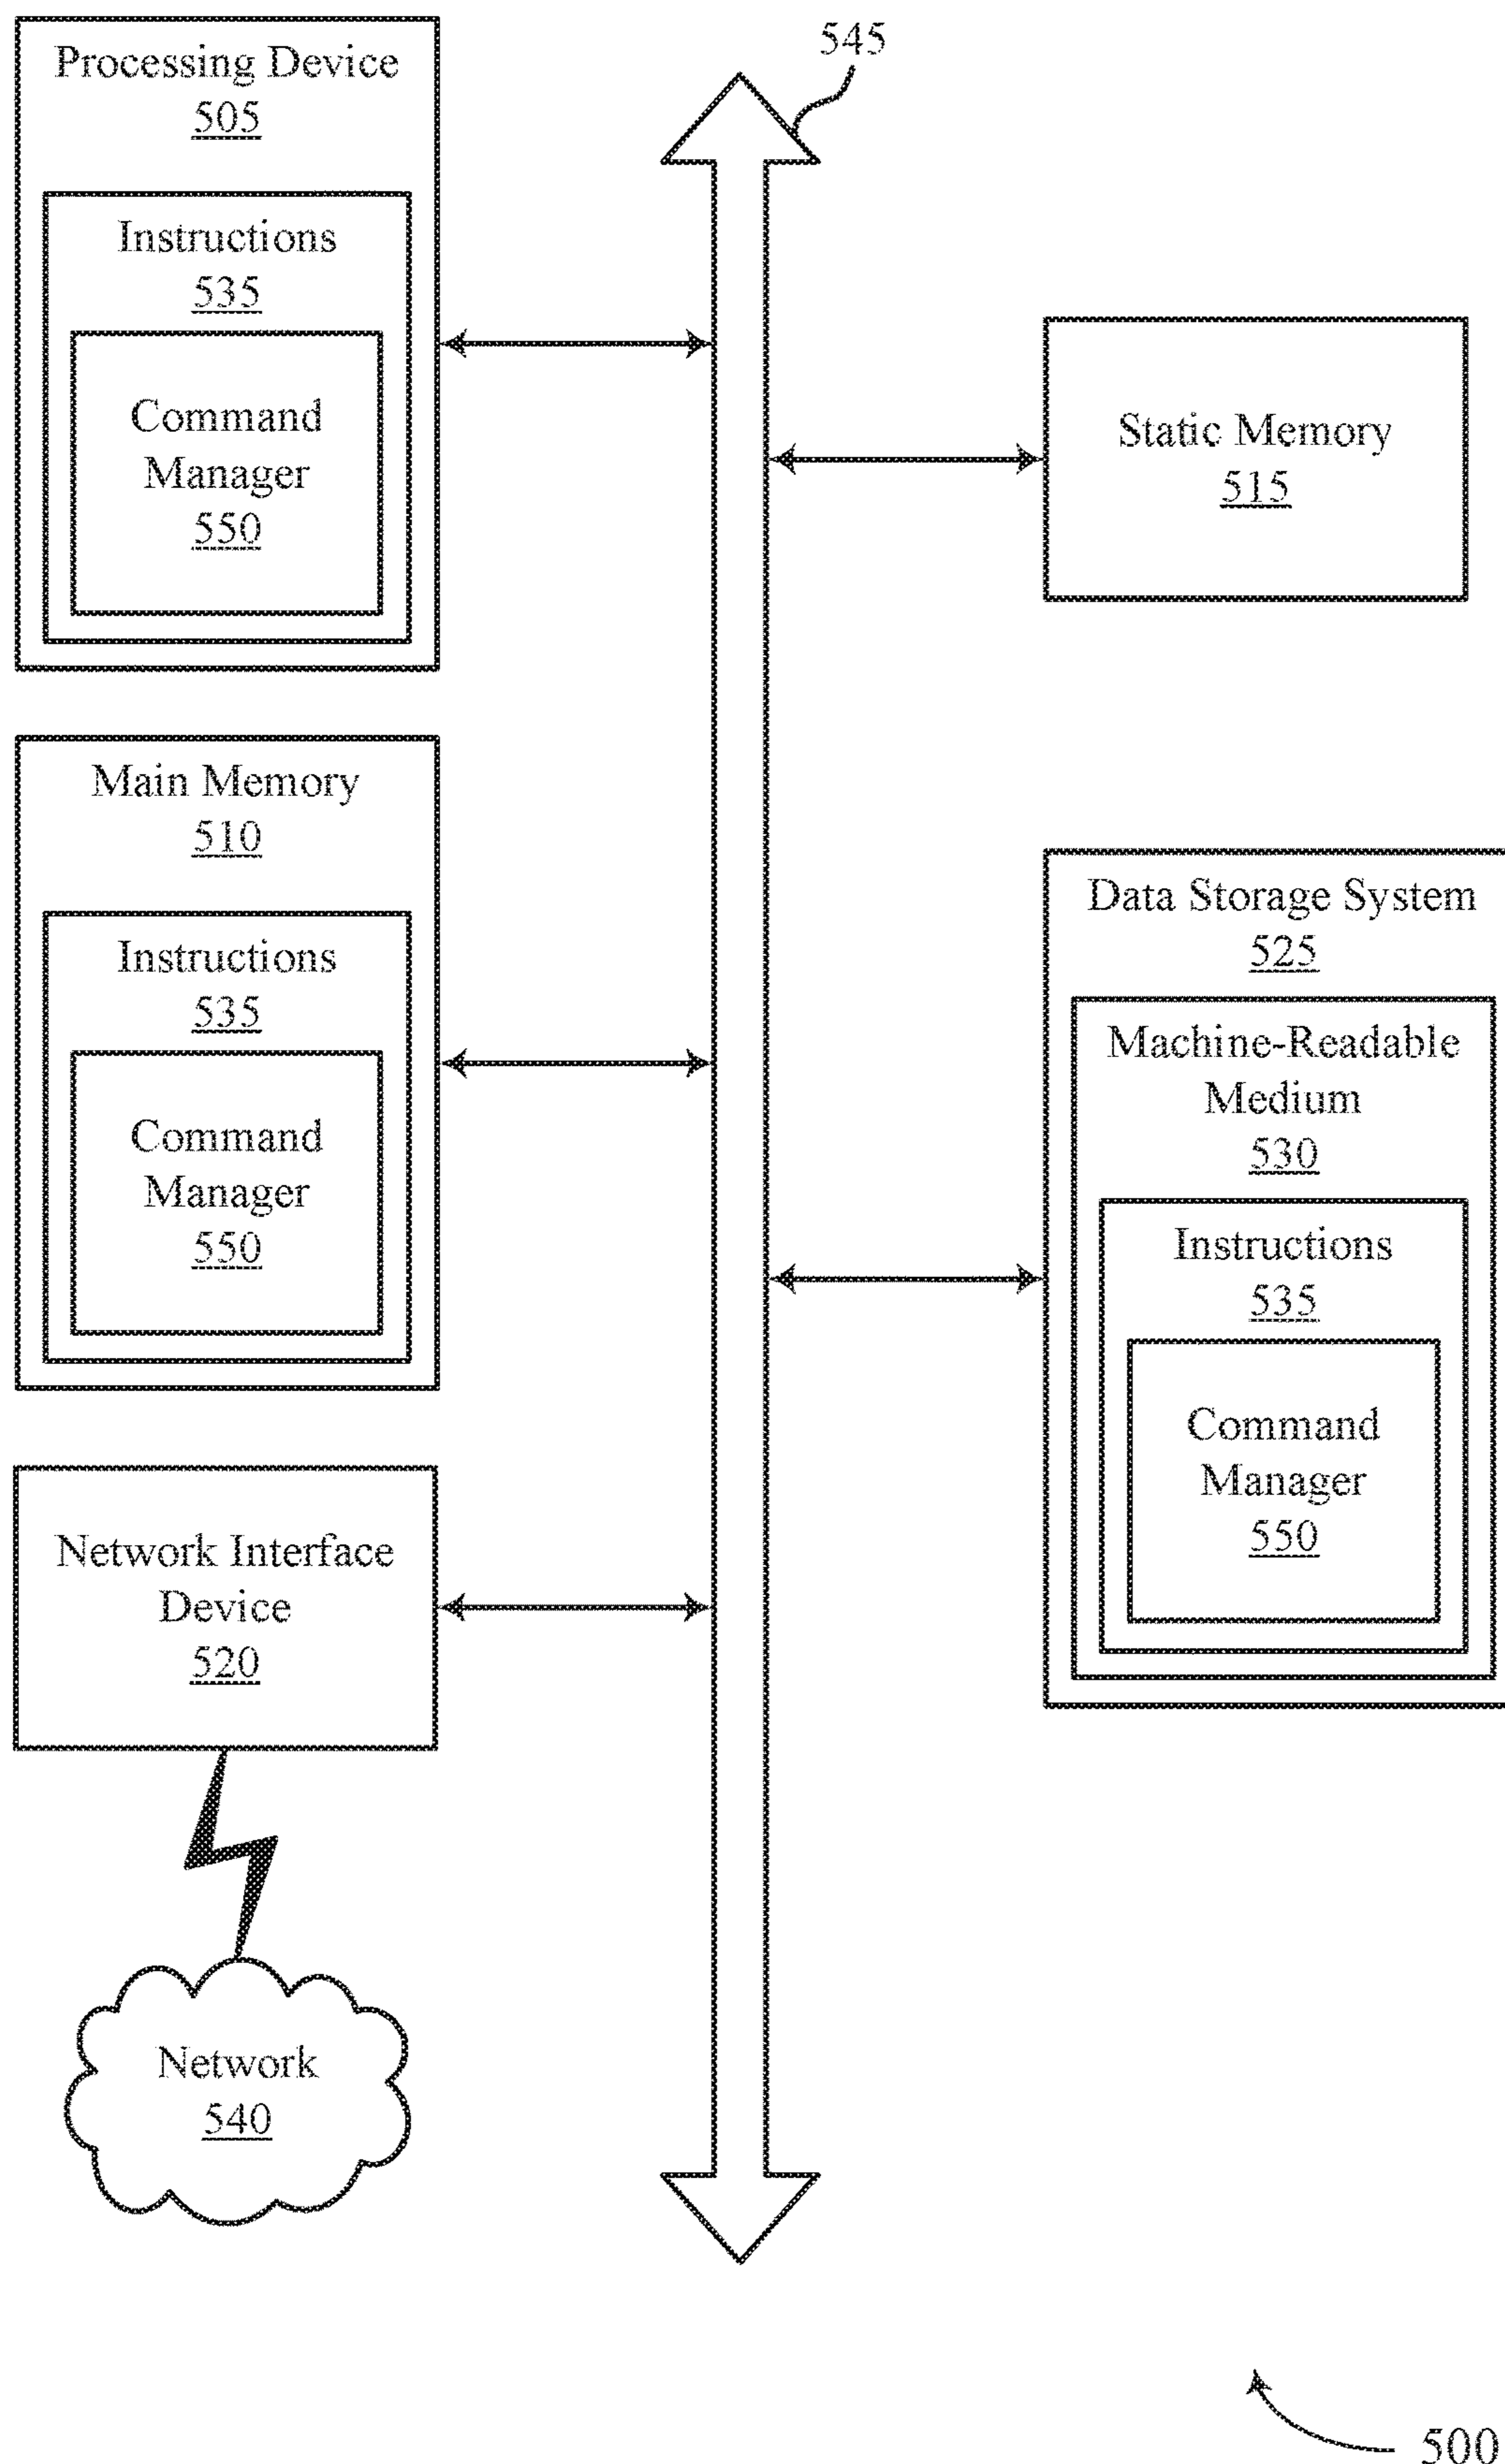 545
Processing Device
505
Instructions
535
Command
Manager
550
Static Memory
515
Main Memory
510
Instructions
535
Command
Manager
550
Data Storage System
525
Machine-Readable
Medium
530
Instructions
535
Command
Manager
550
Network Interface
Device
520
Network
540
500